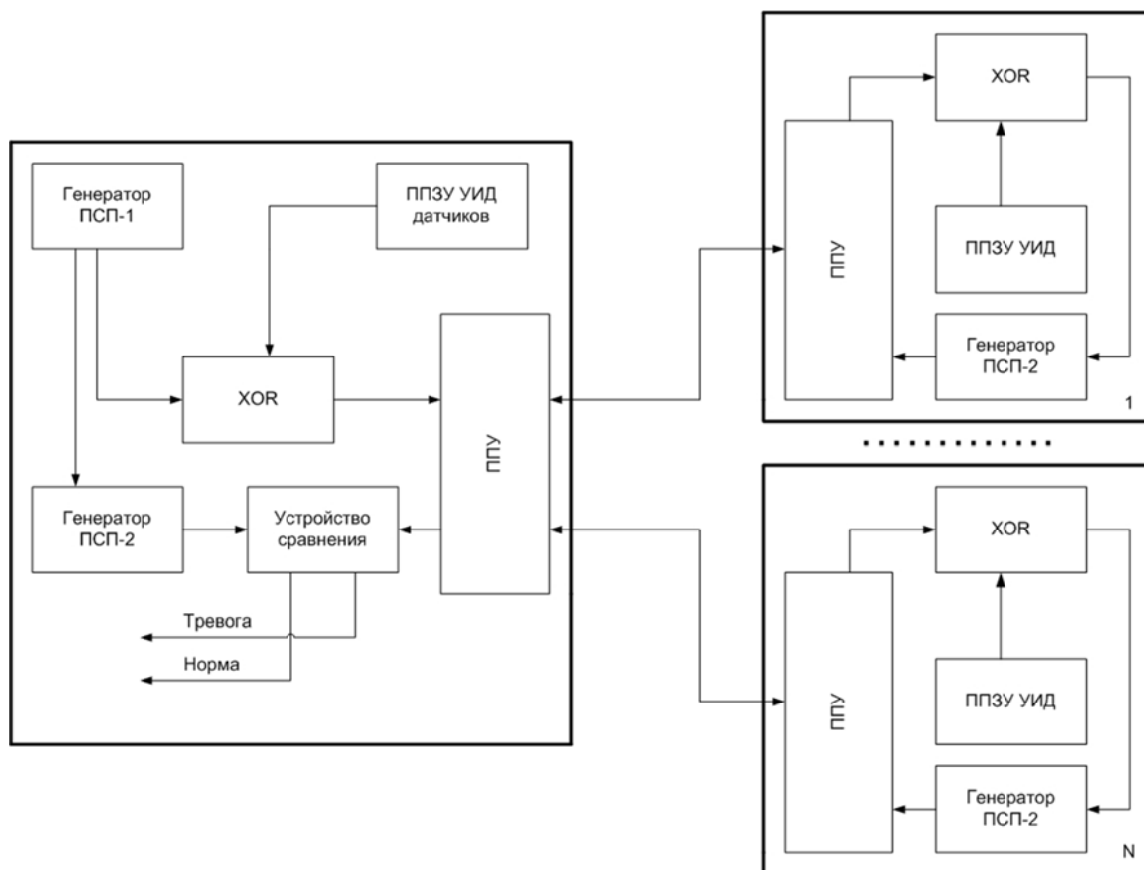 Генератор
ПСП-1
ППЗУ УИД
датчиков
XOR
ППУ
Генератор
ПСП-2
Устройство
сравнения
Тревога
Норма
XOR
ППУ
ППЗУ УИД
Генератор
ПСП-2
1
XOR
ППУ
ППЗУ УИД
Генератор
ПСП-2
N